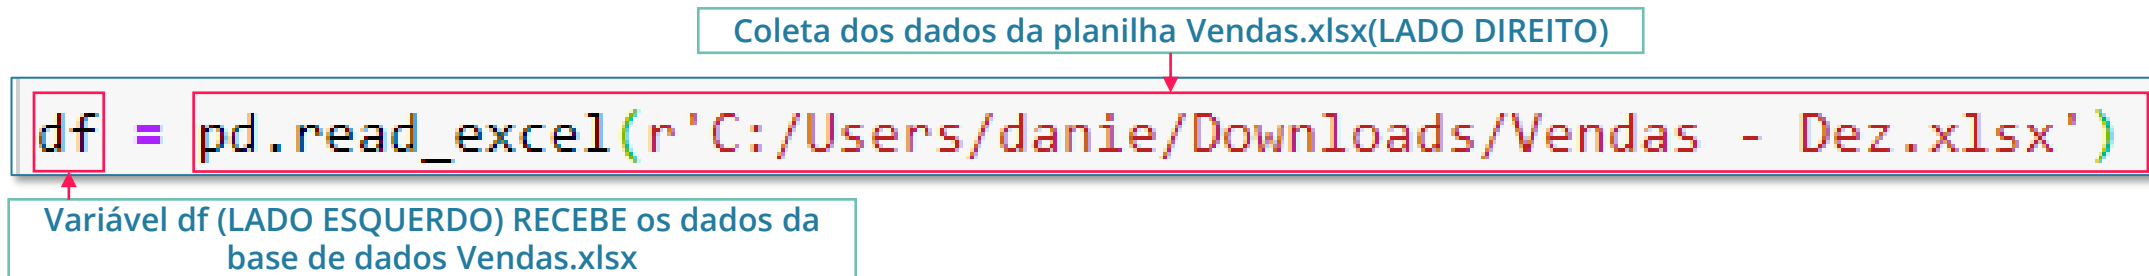 Coleta dos dados da planilha Vendas.xlsx(LADO DIREITO)
df = pd.read_excel(r'C:/Users/danie/Downloads/Vendas - Dez.xlsx')
Variável df (LADO ESQUERDO) RECEBE os dados da
base de dados Vendas.xlsx